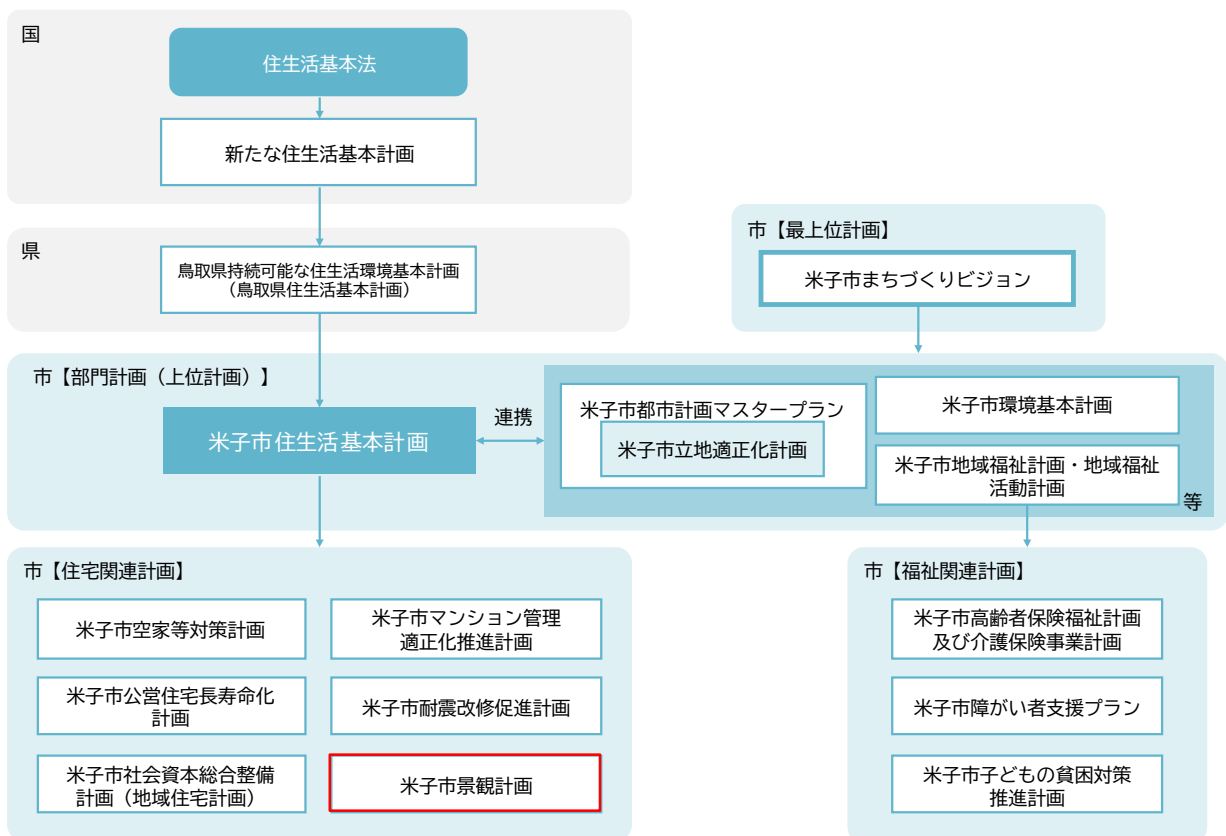 国
住生活基本法
新たな住生活基本計画
県
鳥取県持続可能な住生活環境基本計画
（鳥取県住生活基本計画）
市【最上位計画】
米子市まちづくりビジョン
市【部門計画（上位計画）】
米子市住生活基本計画
連携
米子市都市計画マスタープラン
米子市立地適正化計画
米子市環境基本計画
米子市地域福祉計画・地域福祉
活動計画
等
市【住宅関連計画】
米子市空家等対策計画
米子市マンション管理
適正化推進計画
米子市公営住宅長寿命化
計画
米子市耐震改修促進計画
米子市社会資本総合整備
計画（地域住宅計画）
米子市景観計画
市【福祉関連計画】
米子市高齢者保険福祉計画
及び介護保険事業計画
米子市障がい者支援プラン
米子市子どもの貧困対策
推進計画